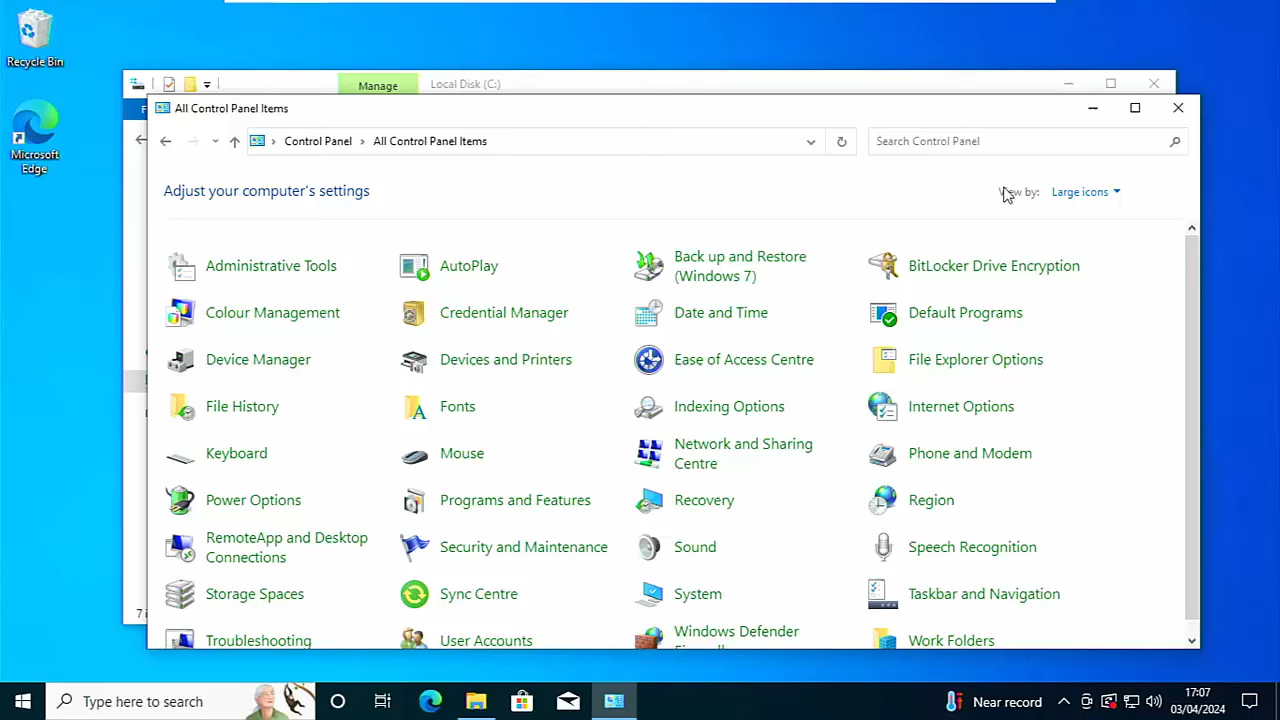 Recycle Bin
Microsoft
Edge
Manage
Local Disk (C:)
All Control Panel Items
Control Panel
All Control Panel Items
Search Control Panel
Adjust your computer's settings
View by:
Large icons
Administrative Tools
AutoPlay
Back up and Restore
(Windows 7)
BitLocker Drive Encryption
Colour Management
Credential Manager
Date and Time
Default Programs
Device Manager
Devices and Printers
Ease of Access Centre
File Explorer Options
File History
Fonts
Indexing Options
Internet Options
Keyboard
Mouse
Network and Sharing
Centre
Phone and Modem
Power Options
Programs and Features
Recovery
Region
RemoteApp and Desktop
Connections
Security and Maintenance
Sound
Speech Recognition
Storage Spaces
Sync Centre
System
Taskbar and Navigation
Troubleshooting
User Accounts
Windows Defender
Work Folders
Type here to search
Near record
17:07
03/04/2024